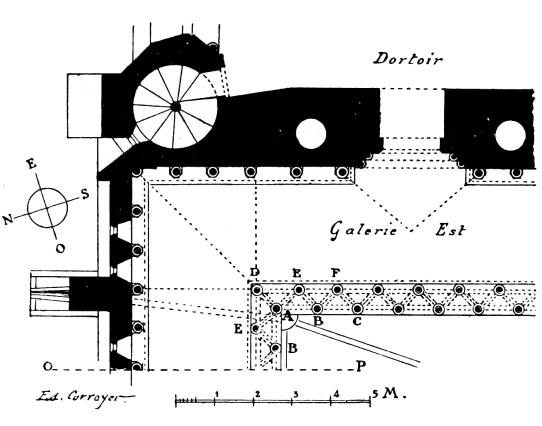 Dortoir
E
S
N
O
Galerie Est
D E F
A B C
E
B
O P
Ed. Corroyer
1 2 3 4 5 M.